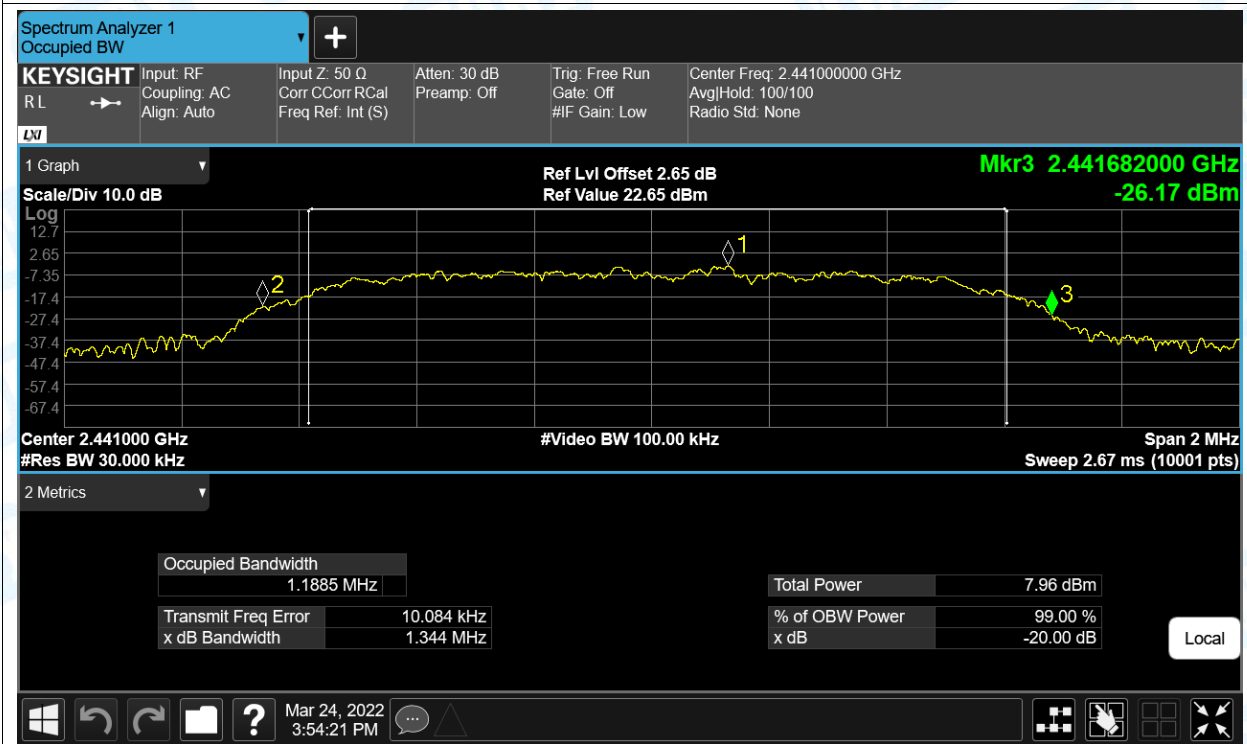 Spectrum Analyzer 1
Occupied BW
KEYSIGHT
R L
LXI
Input: RF
Coupling: AC
Align: Auto
Input Z: 50 Ω
Corr CCorr RCal
Freq Ref: Int (S)
Atten: 30 dB
Preamp: Off
Trig: Free Run
Gate: Off
#IF Gain: Low
Center Freq: 2.441000000 GHz
Avg|Hold: 100/100
Radio Std: None
1 Graph
Scale/Div 10.0 dB
Ref Lvl Offset 2.65 dB
Ref Value 22.65 dBm
Mkr3 2.441682000 GHz
-26.17 dBm
Log
12.7
2.65
-7.35
-17.4
-27.4
-37.4
-47.4
-57.4
-67.4
1
2
3
Center 2.441000 GHz
#Video BW 100.00 kHz
Span 2 MHz
#Res BW 30.000 kHz
Sweep 2.67 ms (10001 pts)
2 Metrics
Occupied Bandwidth
1.1885 MHz
Total Power 7.96 dBm
Transmit Freq Error 10.084 kHz
% of OBW Power 99.00 %
x dB Bandwidth 1.344 MHz
x dB -20.00 dB
Local
?
Mar 24, 2022
3:54:21 PM